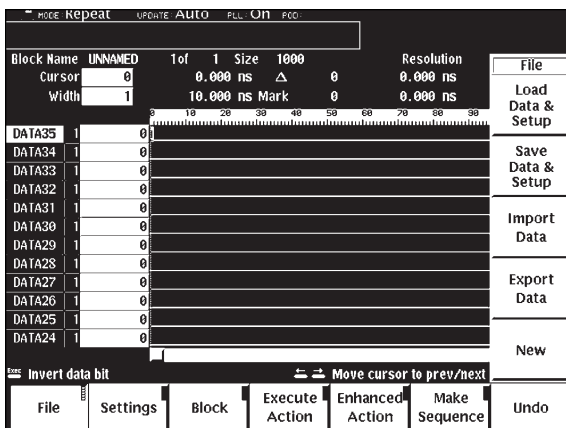 MODE: Repeat UPDATE: Auto PLL: On POD:
Block Name UNNAMED 1of 1 Size 1000 Resolution
Cursor 0 0.000 ns Δ 0 0.000 ns
Width 1 10.000 ns Mark 0 0.000 ns
0 10 20 30 40 50 60 70 80 90
DATA35 1 0
DATA34 1 0
DATA33 1 0
DATA32 1 0
DATA31 1 0
DATA30 1 0
DATA29 1 0
DATA28 1 0
DATA27 1 0
DATA26 1 0
DATA25 1 0
DATA24 1 0
Exec Invert data bit Move cursor to prev/next
File
Load
Data &
Setup
Save
Data &
Setup
Import
Data
Export
Data
New
File Settings Block Execute Action Enhanced Action Make Sequence Undo